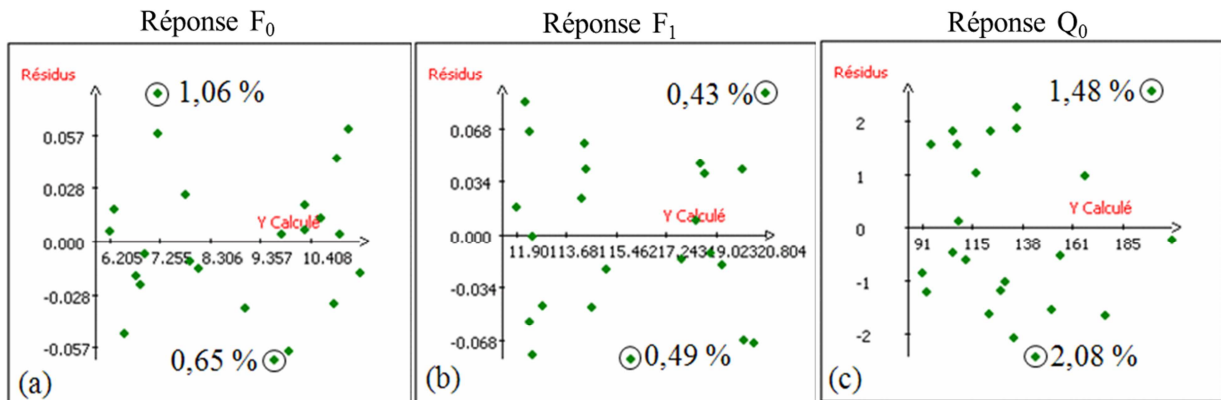 Réponse F0
Résidus
1,06 %
0.057
0.028
Y Calculé
0.000
6.205 7.255 8.306 9.357 10.408
-0.028
-0.057
0,65 %
(a)
Réponse F1
Résidus
0,43 %
0.068
0.034
Y Calculé
0.000
11.901 13.681 15.462 17.243 19.023 20.804
-0.034
-0.068
0,49 %
(b)
Réponse Q0
Résidus
1,48 %
2
1
Y Calculé
0
91 115 138 161 185
-1
-2
2,08 %
(c)